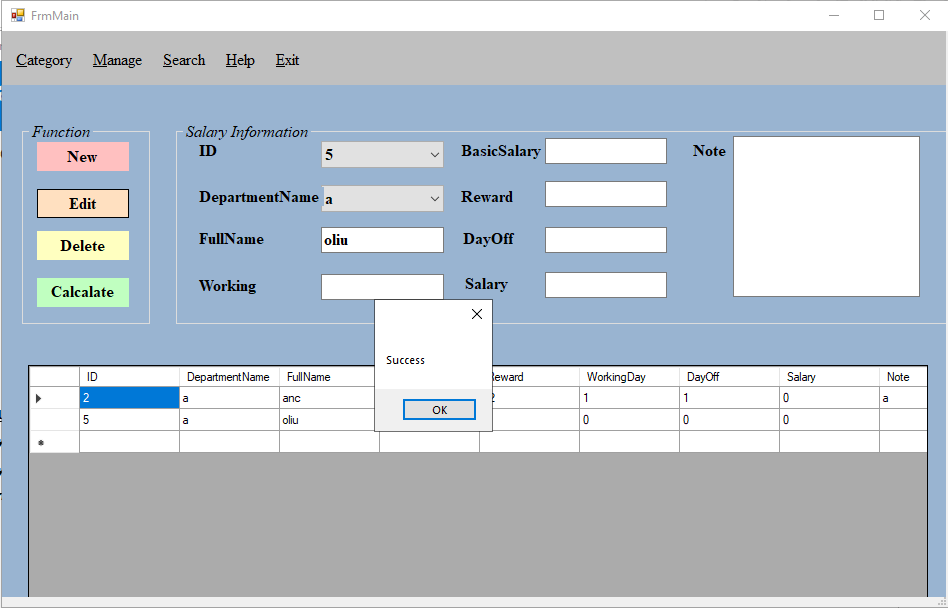 FrmMain
Category Manage Search Help Exit
Function
New
Edit
Delete
Calcalate
Salary Information
ID 5 BasicSalary Note
DepartmentName a Reward
FullName oliu DayOff
Working Salary
Success
OK
ID DepartmentName FullName Reward WorkingDay DayOff Salary Note
2 a anc 2 1 1 0 a
5 a oliu 0 0 0